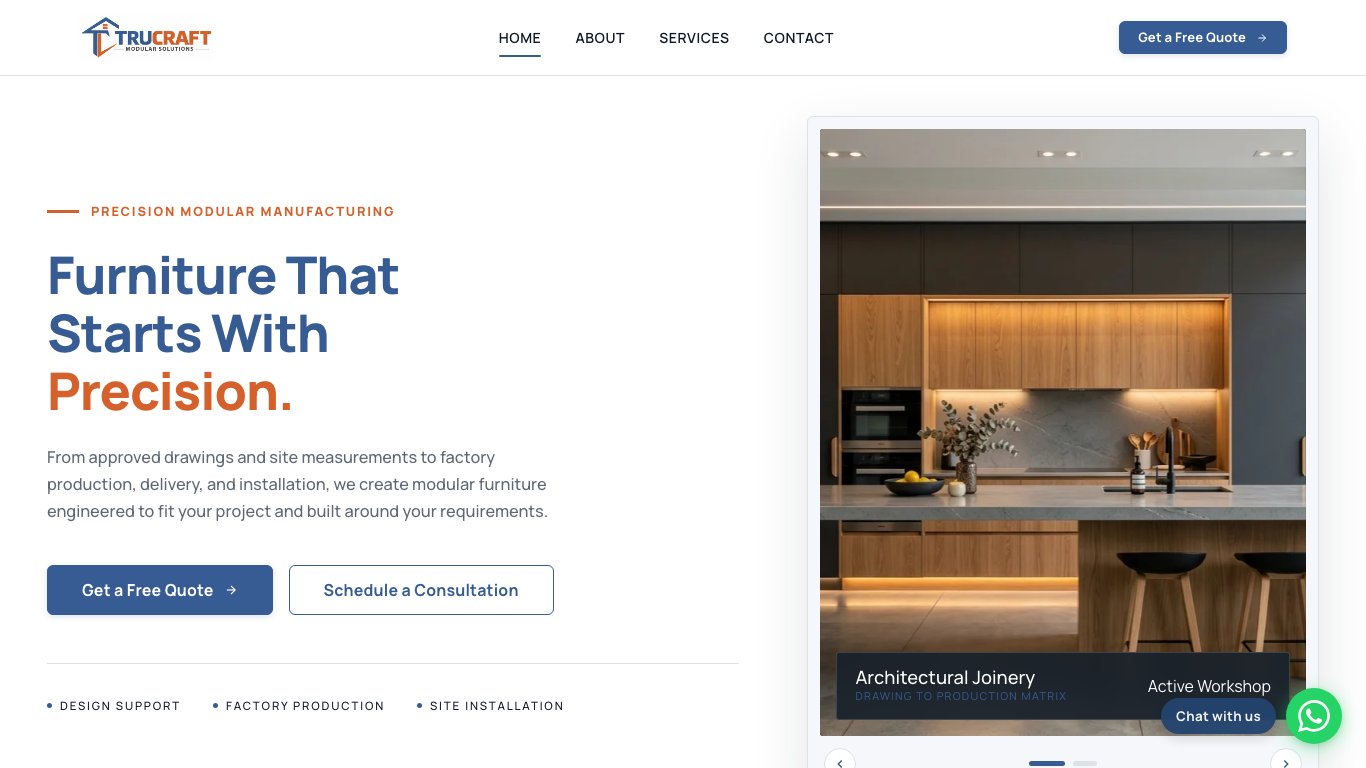 TRUCRAFT
MODULAR SOLUTIONS
HOME
ABOUT
SERVICES
CONTACT
Get a Free Quote →
PRECISION MODULAR MANUFACTURING
Furniture That
Starts With
Precision.
From approved drawings and site measurements to factory
production, delivery, and installation, we create modular furniture
engineered to fit your project and built around your requirements.
Get a Free Quote →
Schedule a Consultation
DESIGN SUPPORT
FACTORY PRODUCTION
SITE INSTALLATION
Architectural Joinery
DRAWING TO PRODUCTION MATRIX
Active Workshop
Chat with us